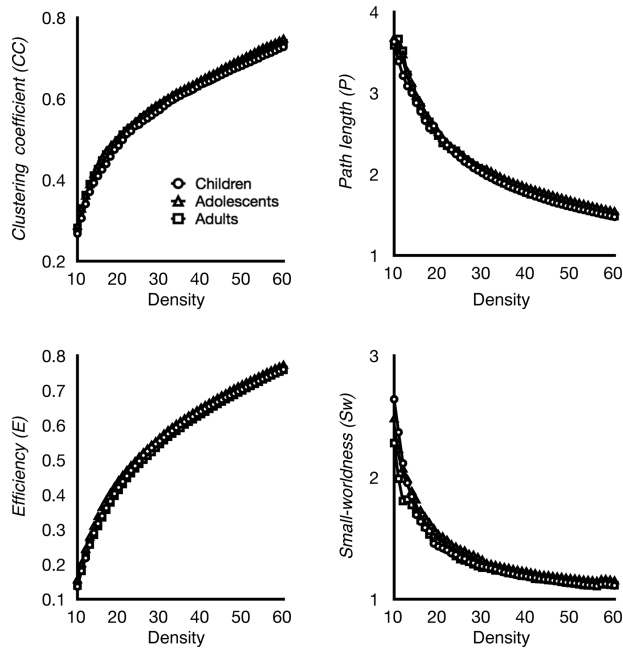 Clustering coefficient (CC)
0.8
0.6
0.4
0.2
10 20 30 40 50 60
Density
Children
Adolescents
Adults
Path length (P)
4
3
2
1
10 20 30 40 50 60
Density
Efficiency (E)
0.8
0.7
0.6
0.5
0.4
0.3
0.2
0.1
10 20 30 40 50 60
Density
Small-worldness (Sw)
3
2
1
10 20 30 40 50 60
Density